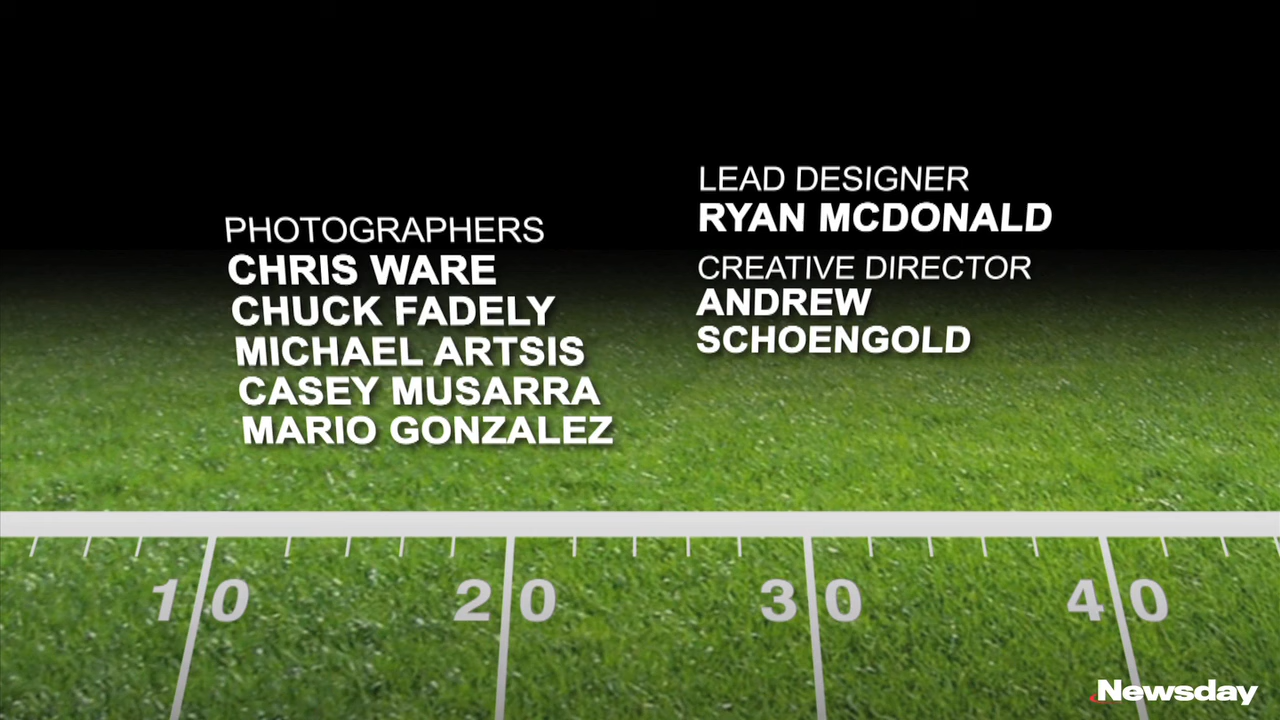 PHOTOGRAPHERS
CHRIS WARE
CHUCK FADELY
MICHAEL ARTSIS
CASEY MUSARRA
MARIO GONZALEZ
LEAD DESIGNER
RYAN MCDONALD
CREATIVE DIRECTOR
ANDREW
SCHOENGOLD
10 20 30 40
Newsday